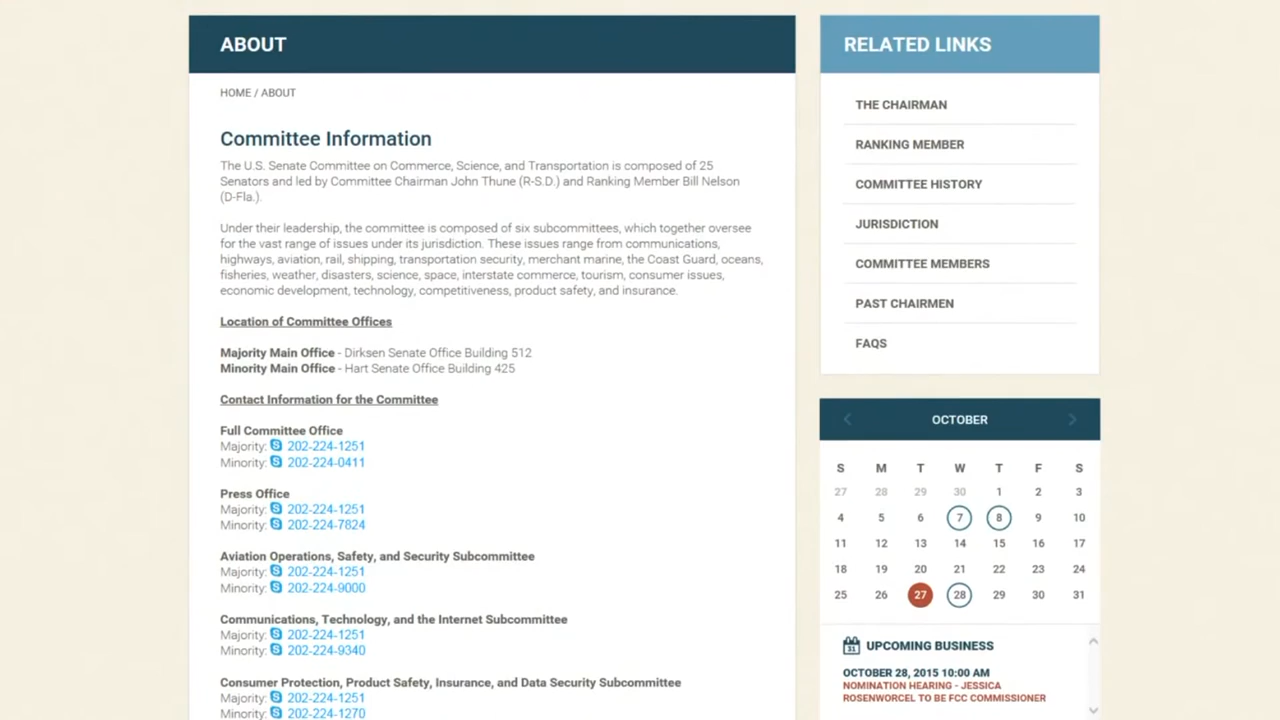 ABOUT
HOME / ABOUT
Committee Information
The U.S. Senate Committee on Commerce, Science, and Transportation is composed of 25
Senators and led by Committee Chairman John Thune (R-S.D.) and Ranking Member Bill Nelson
(D-Fla.).
Under their leadership, the committee is composed of six subcommittees, which together oversee
for the vast range of issues under its jurisdiction. These issues range from communications,
highways, aviation, rail, shipping, transportation security, merchant marine, the Coast Guard, oceans,
fisheries, weather, disasters, science, space, interstate commerce, tourism, consumer issues,
economic development, technology, competitiveness, product safety, and insurance.
Location of Committee Offices
Majority Main Office - Dirksen Senate Office Building 512
Minority Main Office - Hart Senate Office Building 425
Contact Information for the Committee
Full Committee Office
Majority: 202-224-1251
Minority: 202-224-0411
Press Office
Majority: 202-224-1251
Minority: 202-224-7824
Aviation Operations, Safety, and Security Subcommittee
Majority: 202-224-1251
Minority: 202-224-9000
Communications, Technology, and the Internet Subcommittee
Majority: 202-224-1251
Minority: 202-224-9340
Consumer Protection, Product Safety, Insurance, and Data Security Subcommittee
Majority: 202-224-1251
Minority: 202-224-1270
RELATED LINKS
THE CHAIRMAN
RANKING MEMBER
COMMITTEE HISTORY
JURISDICTION
COMMITTEE MEMBERS
PAST CHAIRMEN
FAQS
OCTOBER
S M T W T F S
27 28 29 30 1 2 3
4 5 6 7 8 9 10
11 12 13 14 15 16 17
18 19 20 21 22 23 24
25 26 27 28 29 30 31
31 UPCOMING BUSINESS
OCTOBER 28, 2015 10:00 AM
NOMINATION HEARING - JESSICA
ROSENWORCEL TO BE FCC COMMISSIONER